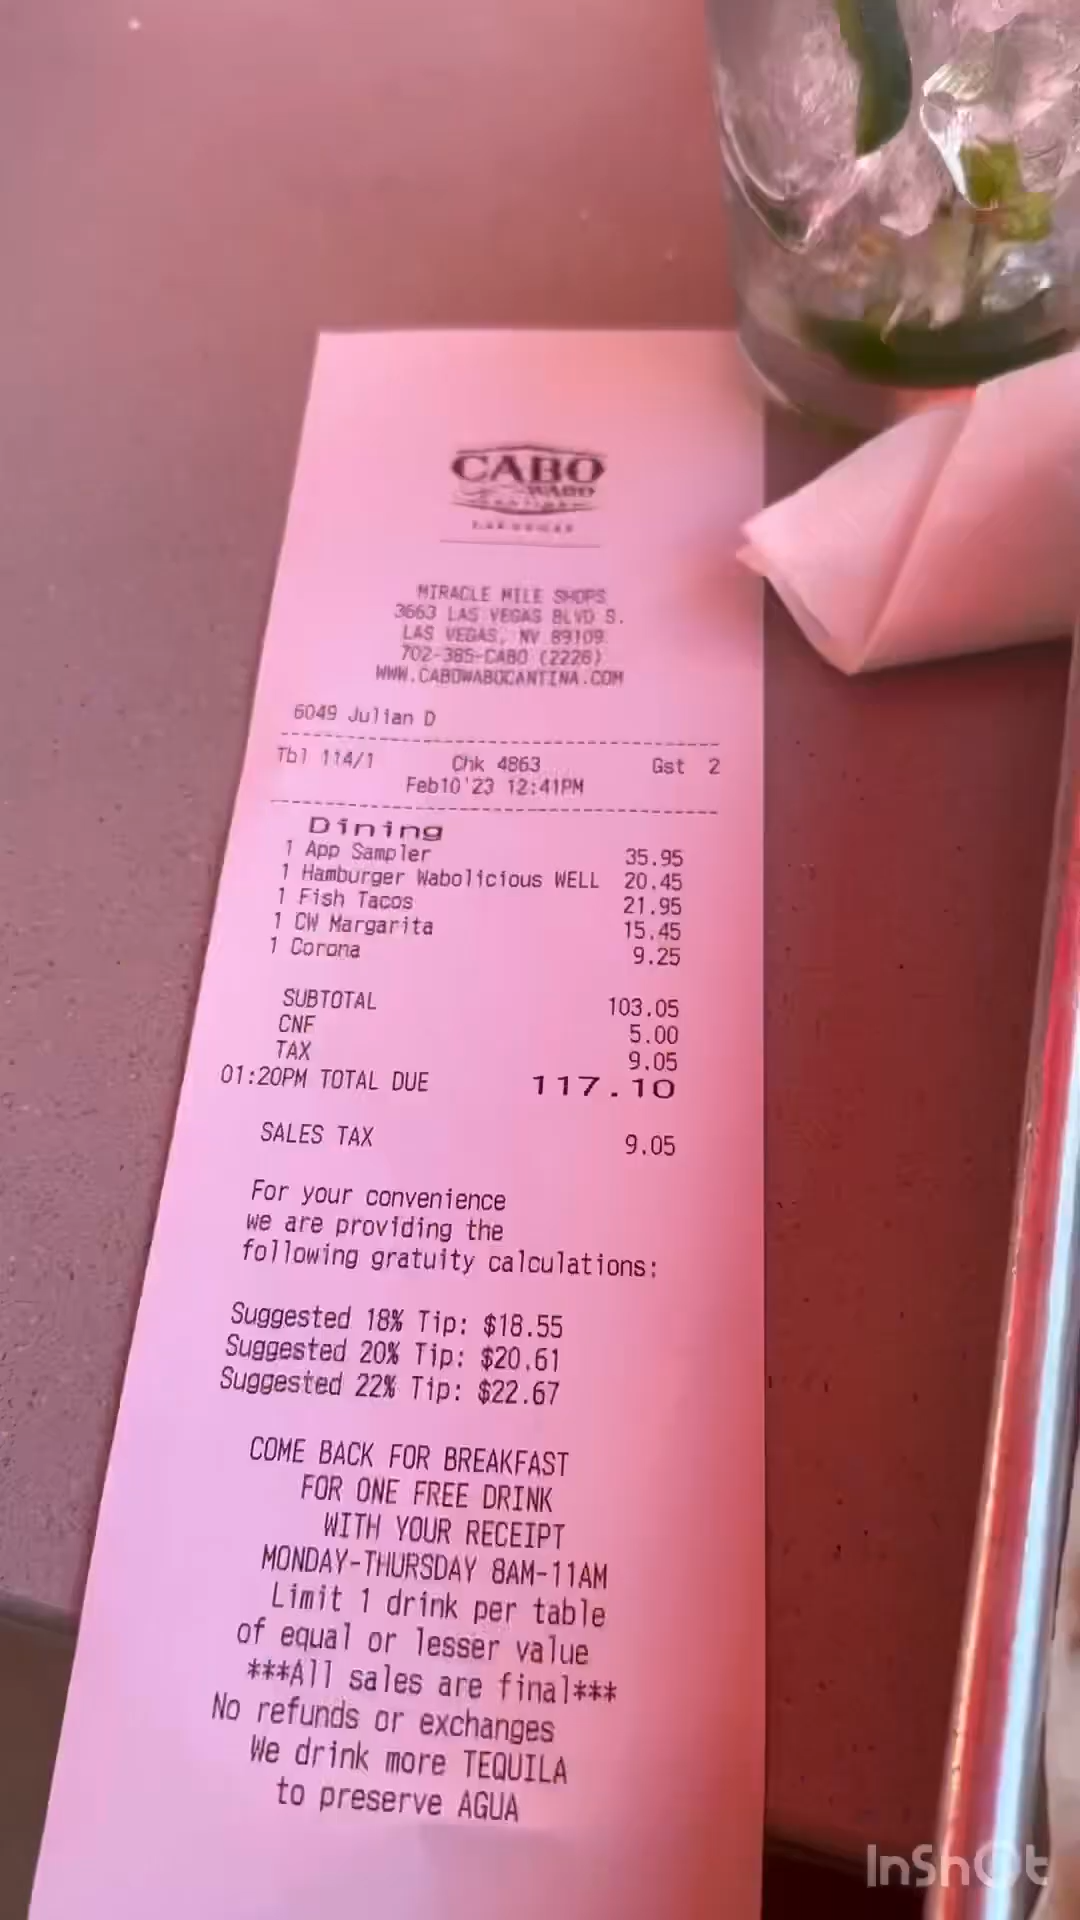 CABO
WABO
CANTINA
LAS VEGAS
MIRACLE MILE SHOPS
3663 LAS VEGAS BLVD S.
LAS VEGAS, NV 89109
702-385-CABO (2226)
WWW.CABOWABOCANTINA.COM
6049 Julian D
Tbl 114/1 Chk 4863 Gst 2
Feb10'23 12:41PM
Dining
1 App Sampler 35.95
1 Hamburger Wabolicious WELL 20.45
1 Fish Tacos 21.95
1 CW Margarita 15.45
1 Corona 9.25
SUBTOTAL 103.05
CNF 5.00
TAX 9.05
01:20PM TOTAL DUE 117.10
SALES TAX 9.05
For your convenience
we are providing the
following gratuity calculations:
Suggested 18% Tip: $18.55
Suggested 20% Tip: $20.61
Suggested 22% Tip: $22.67
COME BACK FOR BREAKFAST
FOR ONE FREE DRINK
WITH YOUR RECEIPT
MONDAY-THURSDAY 8AM-11AM
Limit 1 drink per table
of equal or lesser value
***All sales are final***
No refunds or exchanges
We drink more TEQUILA
to preserve AGUA
InShOt